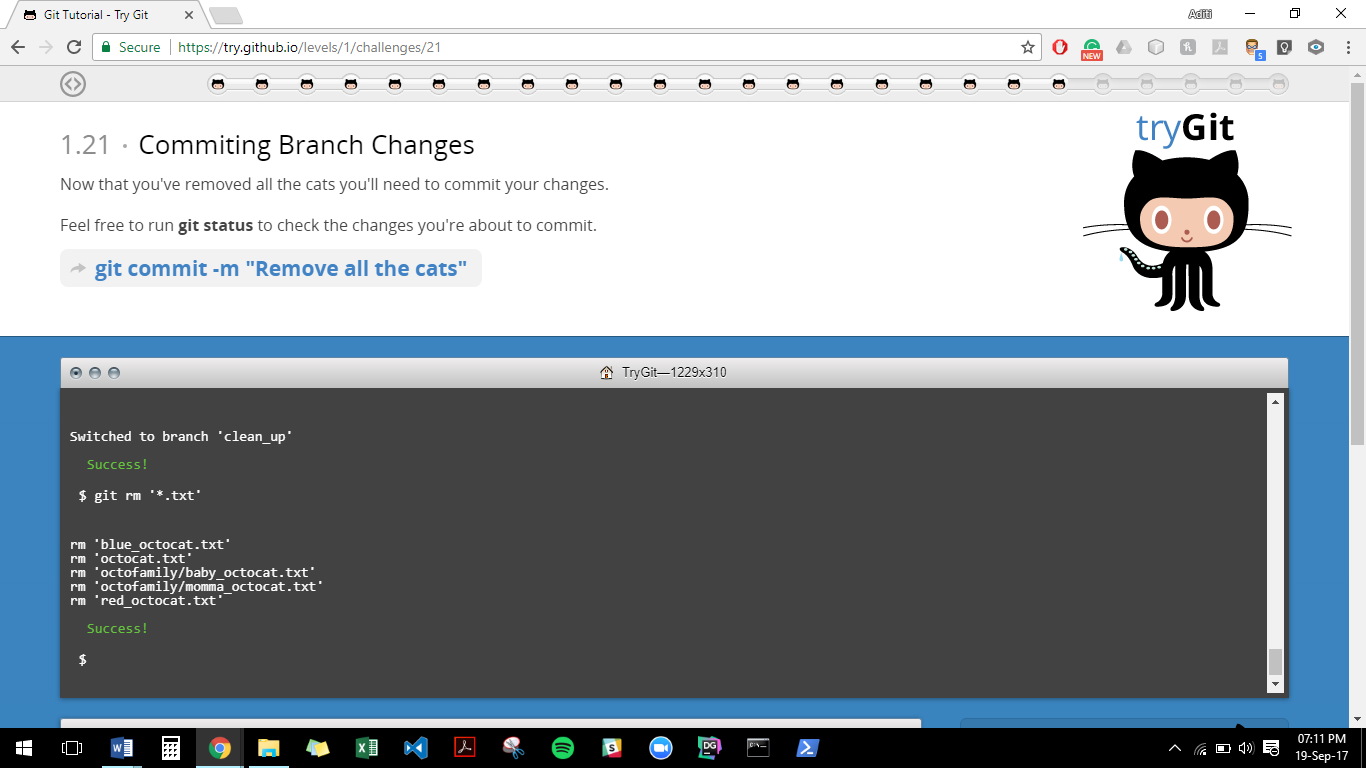 Git Tutorial - Try Git
Aditi
Secure
https://try.github.io/levels/1/challenges/21
NEW
5
1.21 · Commiting Branch Changes
tryGit
Now that you've removed all the cats you'll need to commit your changes.
Feel free to run git status to check the changes you're about to commit.
git commit -m "Remove all the cats"
TryGit—1229x310
Switched to branch 'clean_up'
Success!
$ git rm '*.txt'
rm 'blue_octocat.txt'
rm 'octocat.txt'
rm 'octofamily/baby_octocat.txt'
rm 'octofamily/momma_octocat.txt'
rm 'red_octocat.txt'
Success!
$
DG
07:11 PM
19-Sep-17